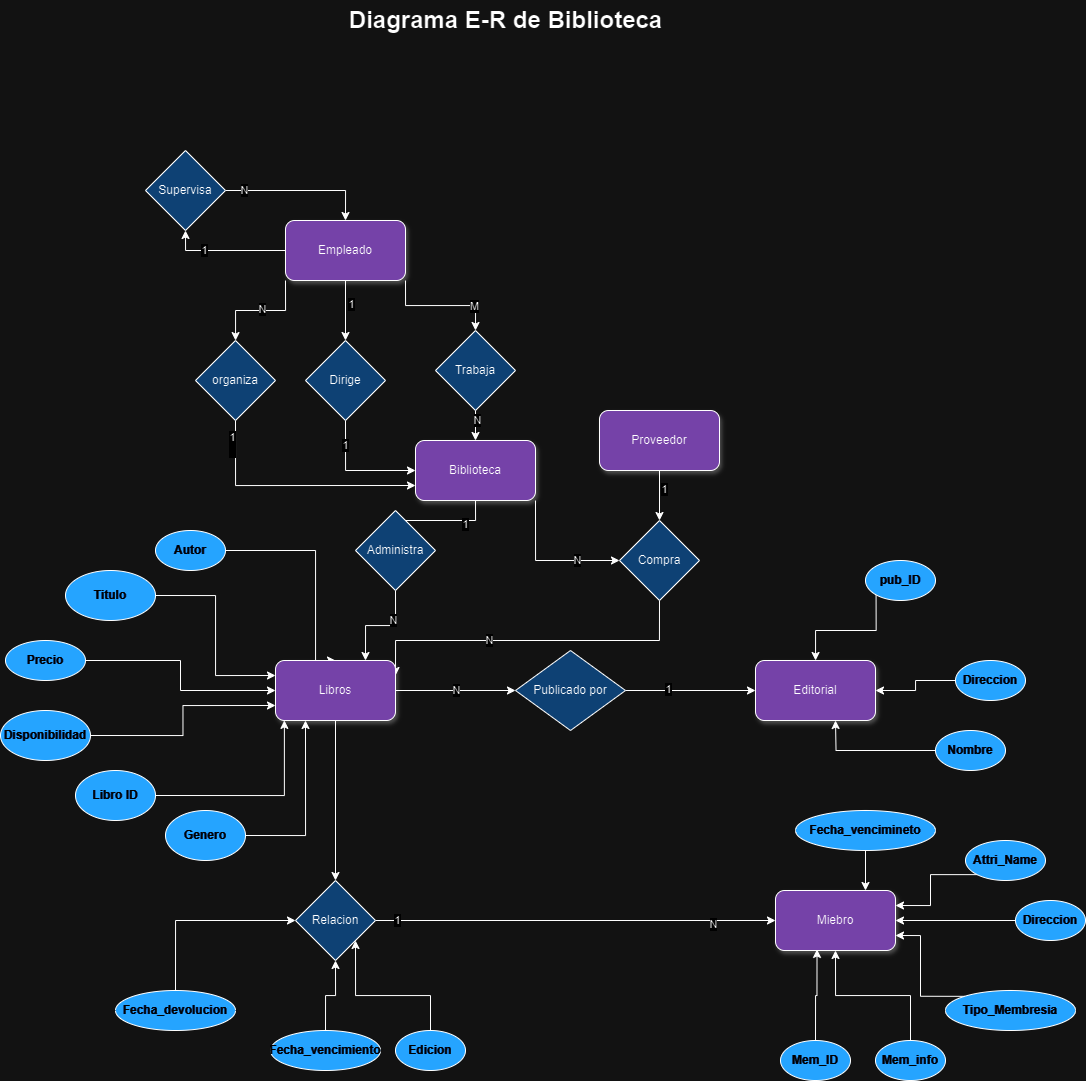 Diagrama E-R de Biblioteca
Supervisa
N
1
Empleado
N
1
M
organiza
Dirige
Trabaja
1
1
N
Biblioteca
Proveedor
1
1
Administra
N
Compra
Autor
Titulo
N
N
pub_ID
Precio
Libros
N
Publicado por
1
Editorial
Direccion
Disponibilidad
Nombre
Libro ID
Genero
Fecha_vencimineto
Attri_Name
Relacion
1
N
Miebro
Direccion
Fecha_devolucion
Tipo_Membresia
Fecha_vencimiento
Edicion
Mem_ID
Mem_info